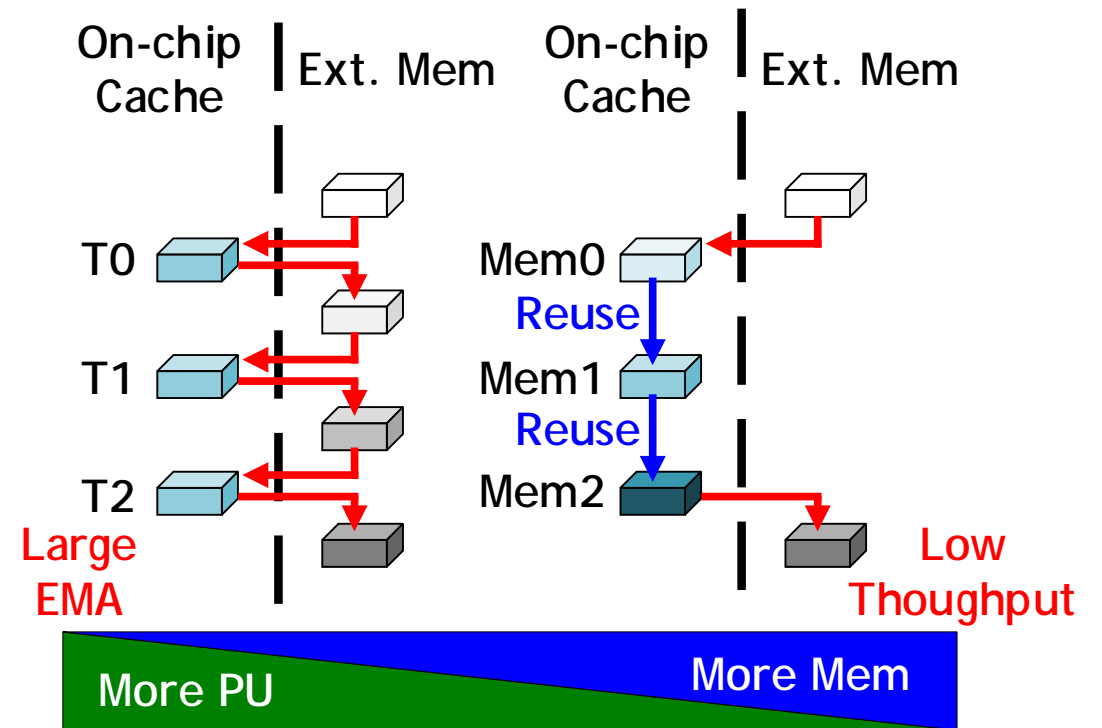 On-chip
Cache
Ext. Mem
On-chip
Cache
Ext. Mem
T0
T1
T2
Large
EMA
Mem0
Reuse
Mem1
Reuse
Mem2
Low
Thoughput
More PU
More Mem